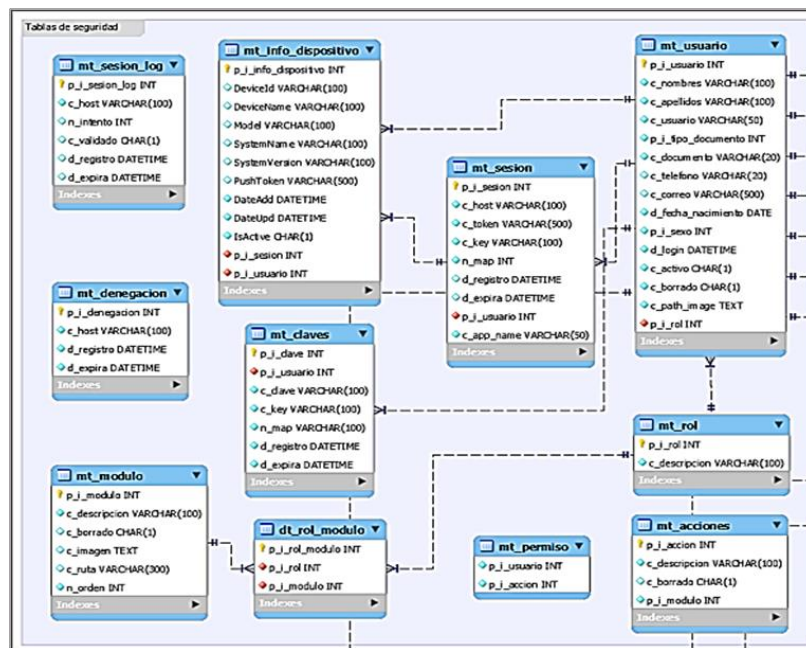 Tablas de seguridad
mt_sesion_log
p_i_sesion_log INT
c_host VARCHAR(100)
n_intento INT
c_validado CHAR(1)
d_registro DATETIME
d_expira DATETIME
Indexes
mt_info_dispositivo
p_i_info_dispositivo INT
DeviceId VARCHAR(100)
DeviceName VARCHAR(100)
Model VARCHAR(100)
SystemName VARCHAR(100)
SystemVersion VARCHAR(100)
PushToken VARCHAR(500)
DateAdd DATETIME
DateUpd DATETIME
IsActive CHAR(1)
p_i_sesion INT
p_i_usuario INT
Indexes
mt_sesion
p_i_sesion INT
c_host VARCHAR(100)
c_token VARCHAR(500)
c_key VARCHAR(100)
n_map INT
d_registro DATETIME
d_expira DATETIME
p_i_usuario INT
c_app_name VARCHAR(50)
Indexes
mt_usuario
p_i_usuario INT
c_nombres VARCHAR(100)
c_apellidos VARCHAR(100)
c_usuario VARCHAR(50)
p_i_tipo_documento INT
c_documento VARCHAR(20)
c_telefono VARCHAR(20)
c_correo VARCHAR(500)
d_fecha_nacimiento DATE
p_i_sexo INT
d_login DATETIME
c_activo CHAR(1)
c_borrado CHAR(1)
c_path_image TEXT
p_i_rol INT
Indexes
mt_denegacion
p_i_denegacion INT
c_host VARCHAR(100)
d_registro DATETIME
d_expira DATETIME
Indexes
mt_claves
p_i_clave INT
p_i_usuario INT
c_clave VARCHAR(100)
c_key VARCHAR(100)
n_map VARCHAR(100)
d_registro DATETIME
d_expira DATETIME
Indexes
mt_rol
p_i_rol INT
c_descripcion VARCHAR(100)
Indexes
mt_modulo
p_i_modulo INT
c_descripcion VARCHAR(100)
c_borrado CHAR(1)
c_imagen TEXT
c_ruta VARCHAR(300)
n_orden INT
Indexes
dt_rol_modulo
p_i_rol_modulo INT
p_i_rol INT
p_i_modulo INT
Indexes
mt_permiso
p_i_usuario INT
p_i_accion INT
mt_acciones
p_i_accion INT
c_descripcion VARCHAR(100)
c_borrado CHAR(1)
p_i_modulo INT
Indexes